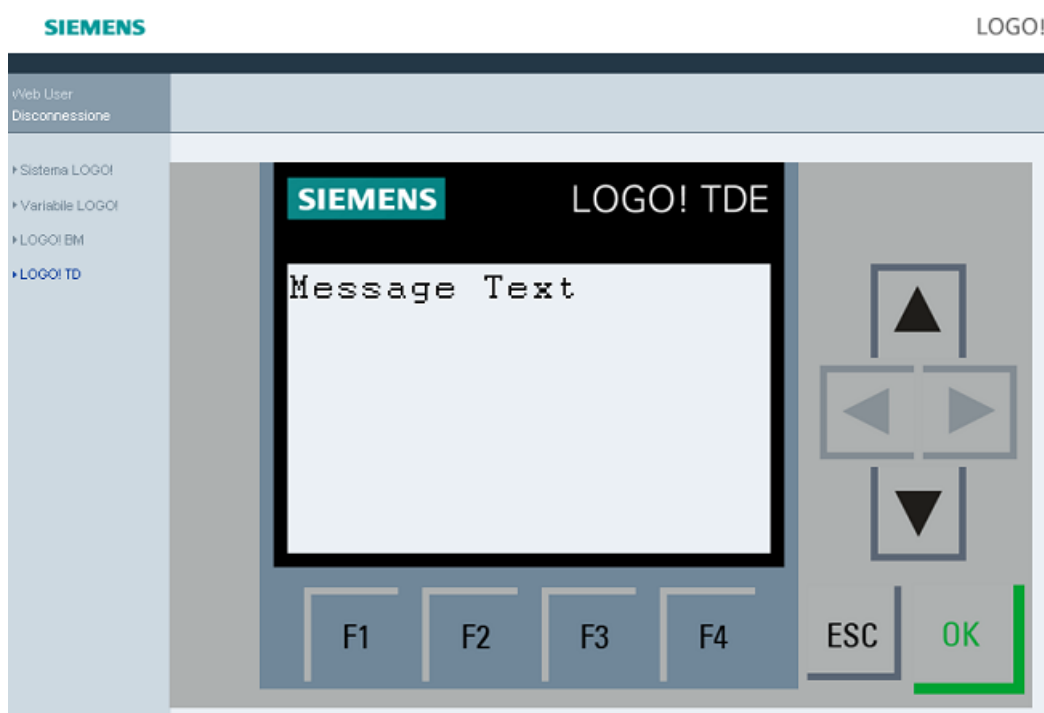 SIEMENS
LOGO!
Web User
Disconnessione
Sistema LOGO!
Variabile LOGO!
LOGO! BM
LOGO! TD
SIEMENS
LOGO! TDE
Message Text
F1
F2
F3
F4
ESC
OK